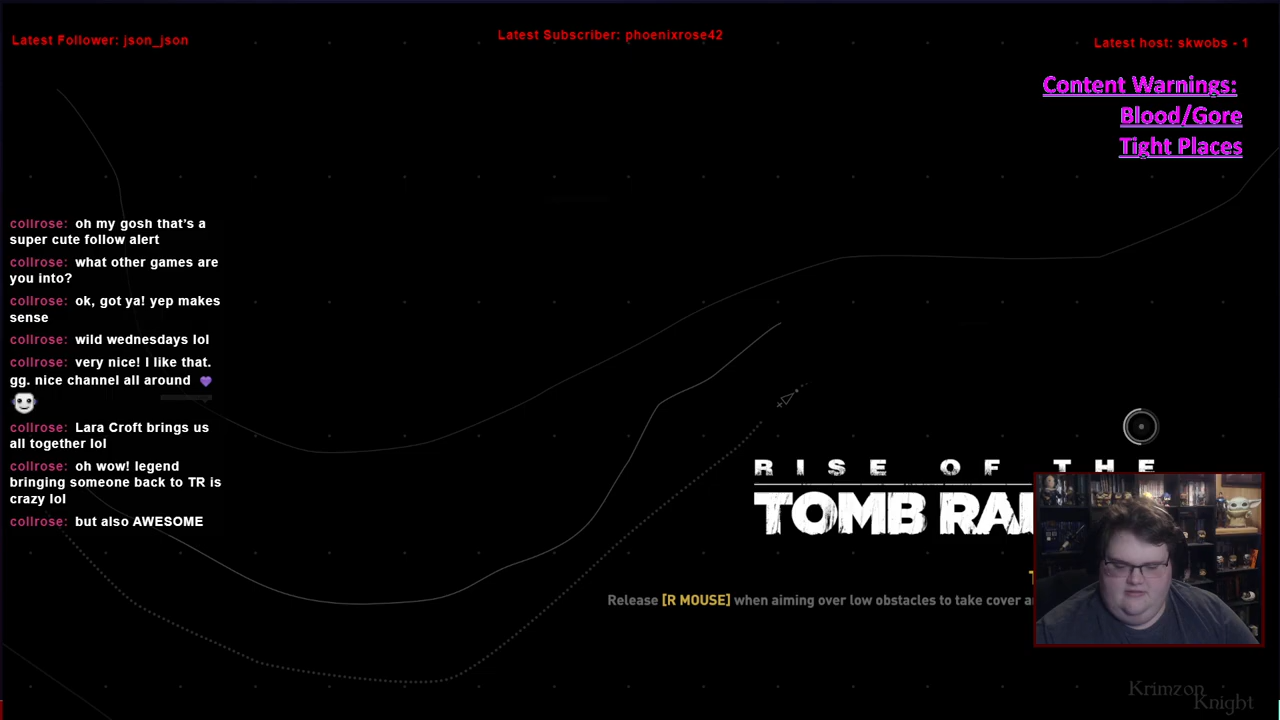 Latest Follower: json_json
Latest Subscriber: phoenixrose42
Latest host: skwobs - 1
Content Warnings:
Blood/Gore
Tight Places
collrose: oh my gosh that's a
super cute follow alert
collrose: what other games are
you into?
collrose: ok, got ya! yep makes
sense
collrose: wild wednesdays lol
collrose: very nice! I like that.
gg. nice channel all around
collrose: Lara Croft brings us
all together lol
collrose: oh wow! legend
bringing someone back to TR is
crazy lol
collrose: but also AWESOME
RISE OF THE
TOMB RAI
Release [R MOUSE] when aiming over low obstacles to take cover
Krimzon
Knight